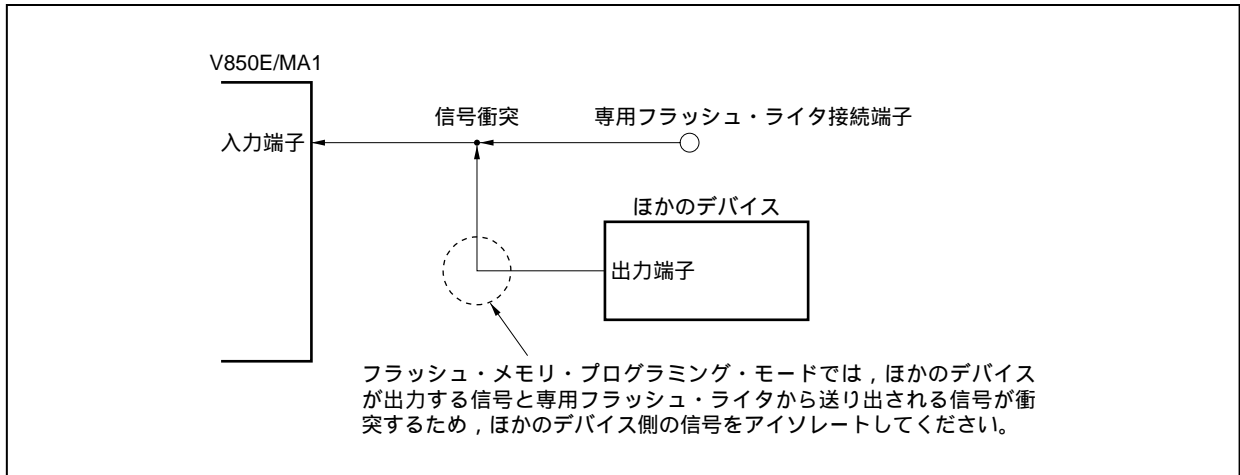 V850E/MA1
信号衝突
専用フラッシュ・ライタ接続端子
入力端子
ほかのデバイス
出力端子
フラッシュ・メモリ・プログラミング・モードでは，ほかのデバイス
が出力する信号と専用フラッシュ・ライタから送り出される信号が衝
突するため，ほかのデバイス側の信号をアイソレートしてください。